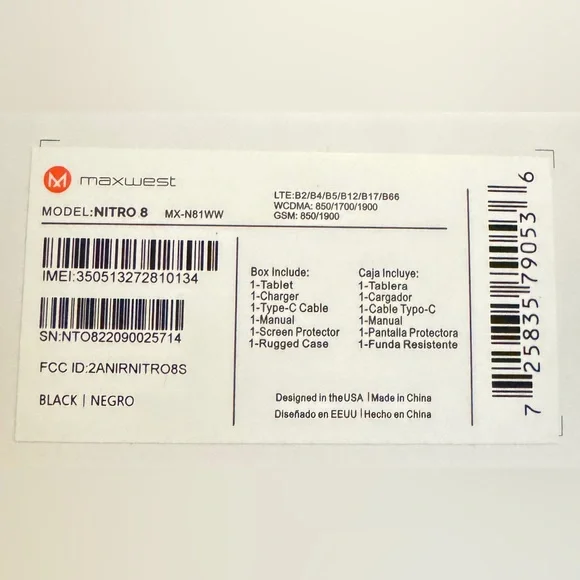 maxwest
MODEL:NITRO 8 MX-N81WW
LTE:B2/B4/B5/B12/B17/B66
WCDMA: 850/1700/1900
GSM: 850/1900
IMEI:350513272810134
SN:NTO822090025714
FCC ID:2ANIRNITRO8S
BLACK | NEGRO
Box Include:
1-Tablet
1-Charger
1-Type-C Cable
1-Manual
1-Screen Protector
1-Rugged Case
Caja Incluye:
1-Tablera
1-Cargador
1-Cable Typo-C
1-Manual
1-Pantalla Protectora
1-Funda Resistente
Designed in theUSA | Made in China
Diseñado en EEUU | Hecho en China
7 25835 79053 6